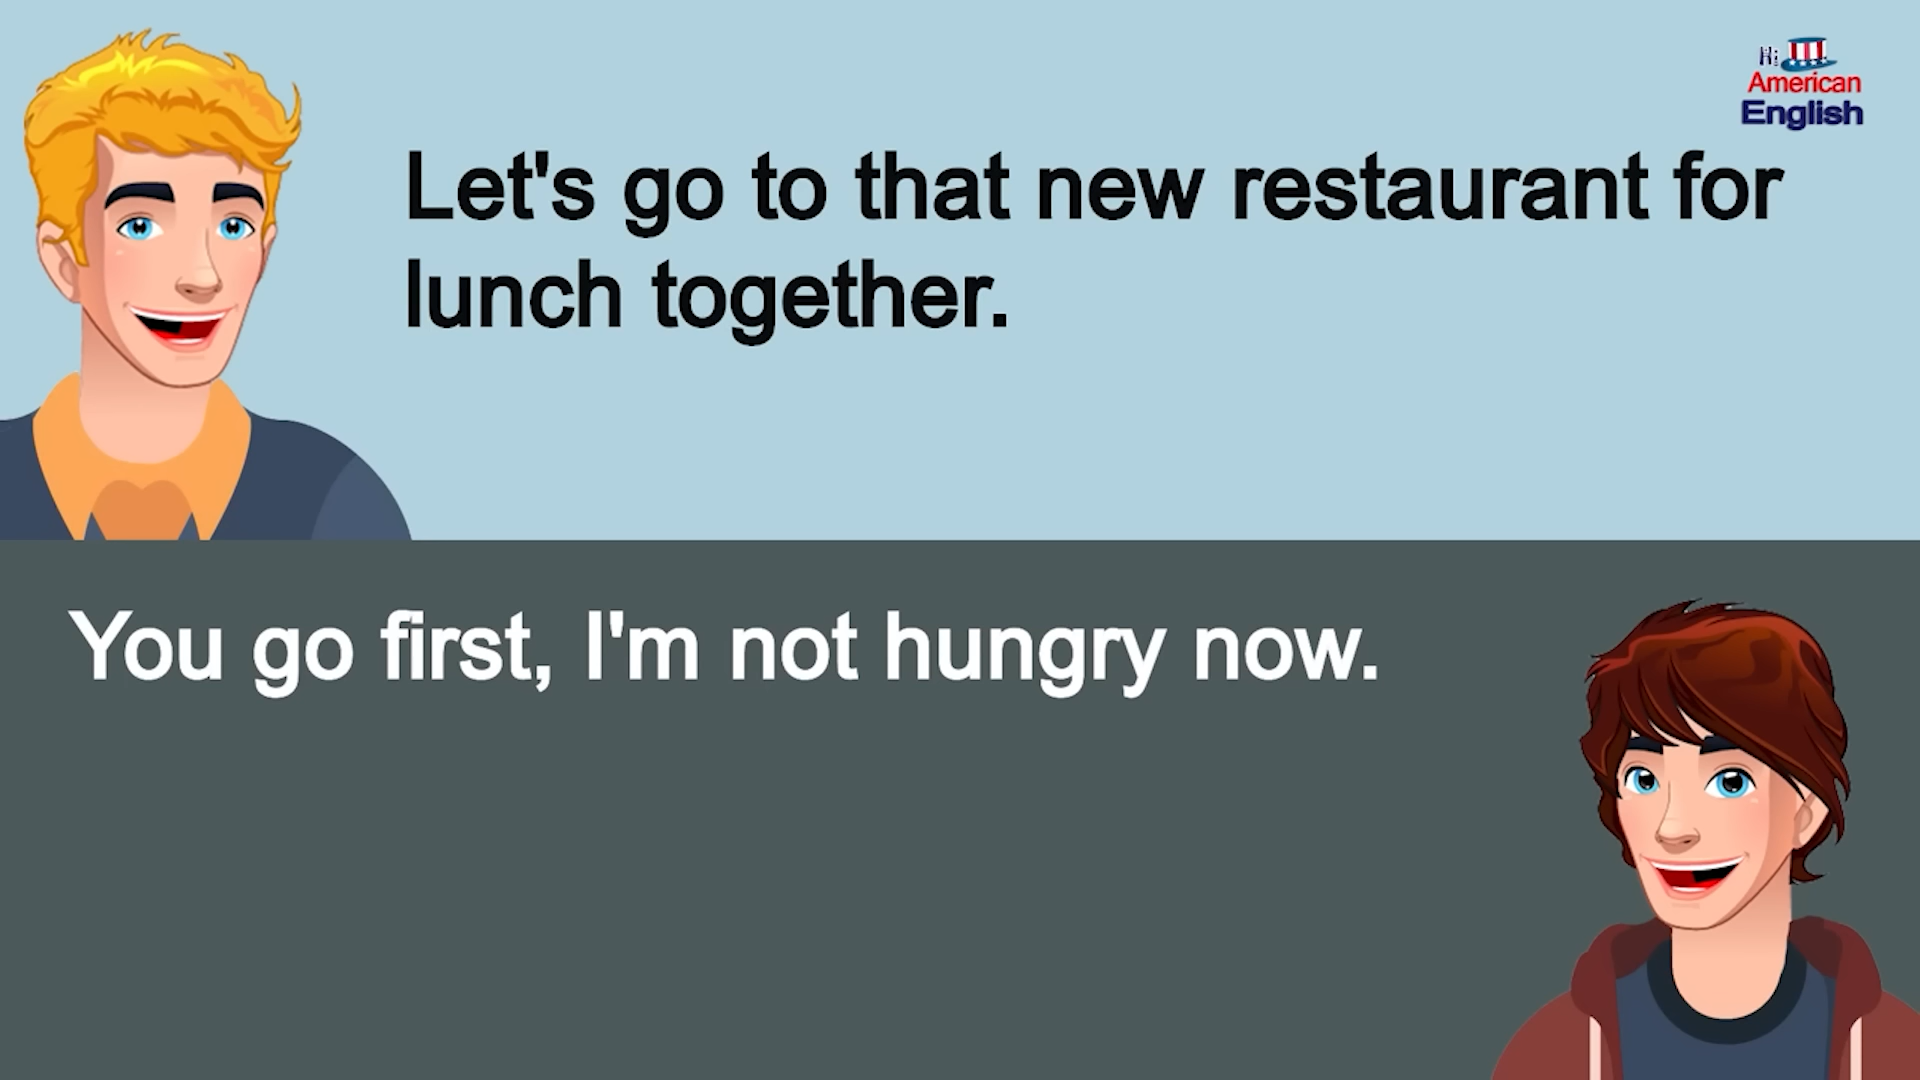 Hi
American
English
Let's go to that new restaurant for
lunch together.
You go first, I'm not hungry now.